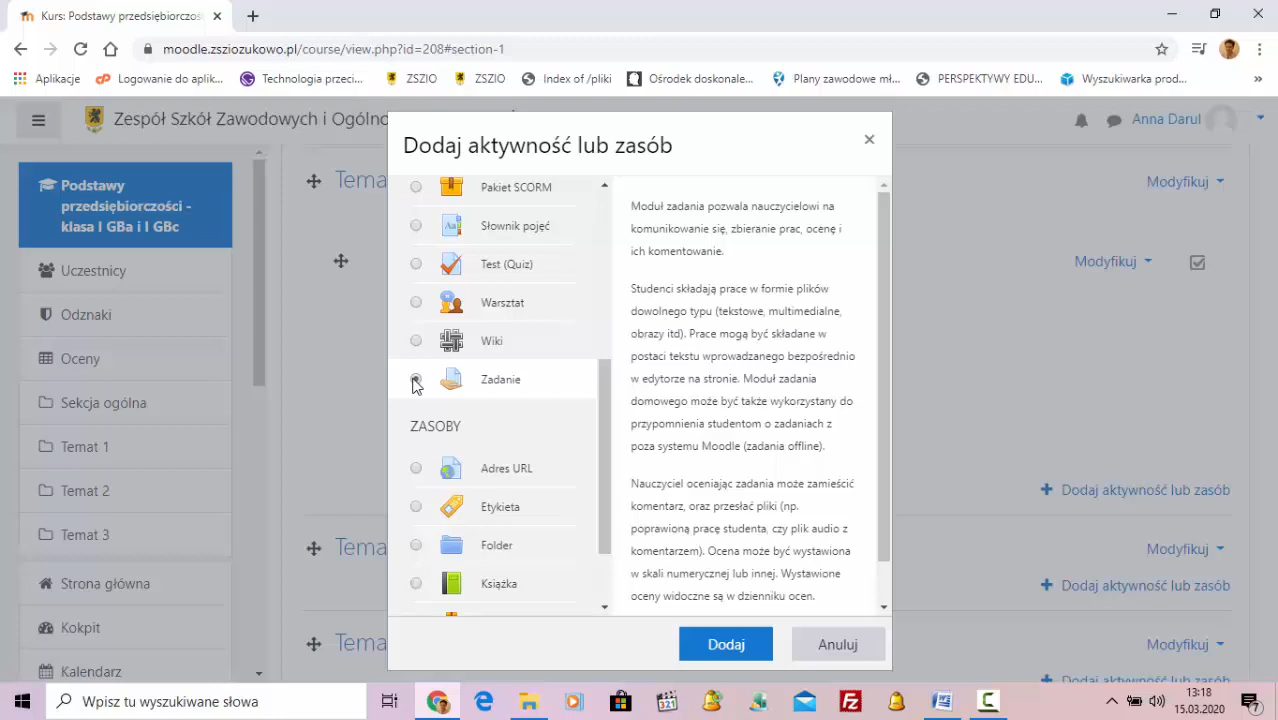 Kurs: Podstawy przedsiębiorczoś
moodle.zsziozukowo.pl/course/view.php?id=208#section-1
Aplikacje
Logowanie do aplik...
Technologia przeci...
ZSZIO
ZSZIO
Index of /pliki
Ośrodek doskonale...
Plany zawodowe mł...
PERSPEKTYWY EDU...
Wyszukiwarka prod...
»
Zespół Szkół Zawodowych i Ogólno
Anna Darul
Podstawy
przedsiębiorczości -
klasa I GBa i I GBc
Uczestnicy
Odznaki
Oceny
Sekcja ogólna
Temat 1
Temat 2
Temat 3
Strona główna
Kokpit
Kalendarz
Tema
Modyfikuj
Modyfikuj
Dodaj aktywność lub zasób
Tema
Modyfikuj
Dodaj aktywność lub zasób
Tema
Modyfikuj
Dodaj aktywność lub zasób
Dodaj aktywność lub zasób
×
Pakiet SCORM
Słownik pojęć
Test (Quiz)
Warsztat
Wiki
Zadanie
ZASOBY
Adres URL
Etykieta
Folder
Książka
Moduł zadania pozwala nauczycielowi na
komunikowanie się, zbieranie prac, ocenę i
ich komentowanie.
Studenci składają prace w formie plików
dowolnego typu (tekstowe, multimedialne,
obrazy itd). Prace mogą być składane w
postaci tekstu wprowadzanego bezpośrednio
w edytorze na stronie. Moduł zadania
domowego może być także wykorzystany do
przypomnienia studentom o zadaniach z
poza systemu Moodle (zadania offline).
Nauczyciel oceniając zadania może zamieścić
komentarz, oraz przesłać pliki (np.
poprawioną pracę studenta, czy plik audio z
komentarzem). Ocena może być wystawiona
w skali numerycznej lub innej. Wystawione
oceny widoczne są w dzienniku ocen.
Dodaj
Anuluj
Wpisz tu wyszukiwane słowa
13:18
15.03.2020
7